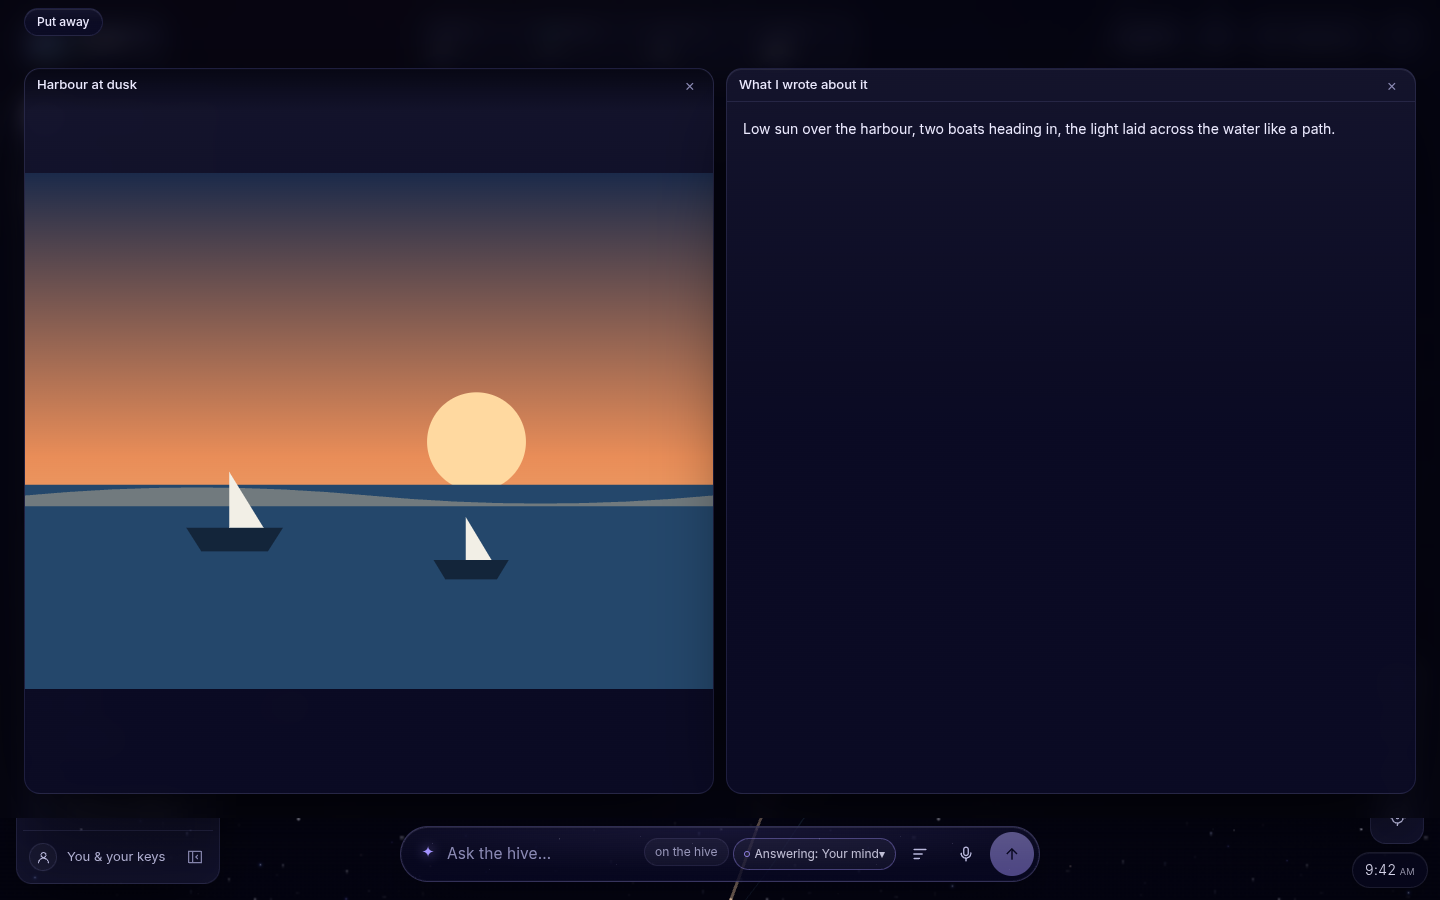 Put away
Harbour at dusk
×
What I wrote about it
×
Low sun over the harbour, two boats heading in, the light laid across the water like a path.
You & your keys
Ask the hive...
on the hive
Answering: Your mind▾
9:42 AM